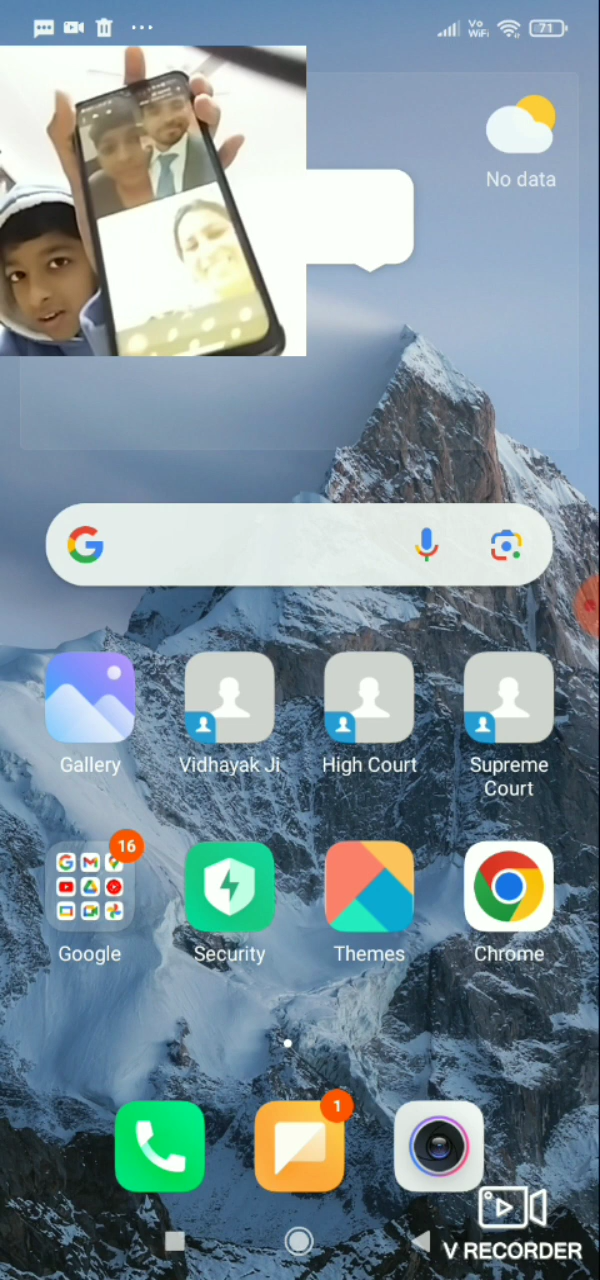 Vo
WiFi
71
No data
Gallery
Vidhayak Ji
High Court
Supreme
Court
16
Google
Security
Themes
Chrome
1
V RECORDER